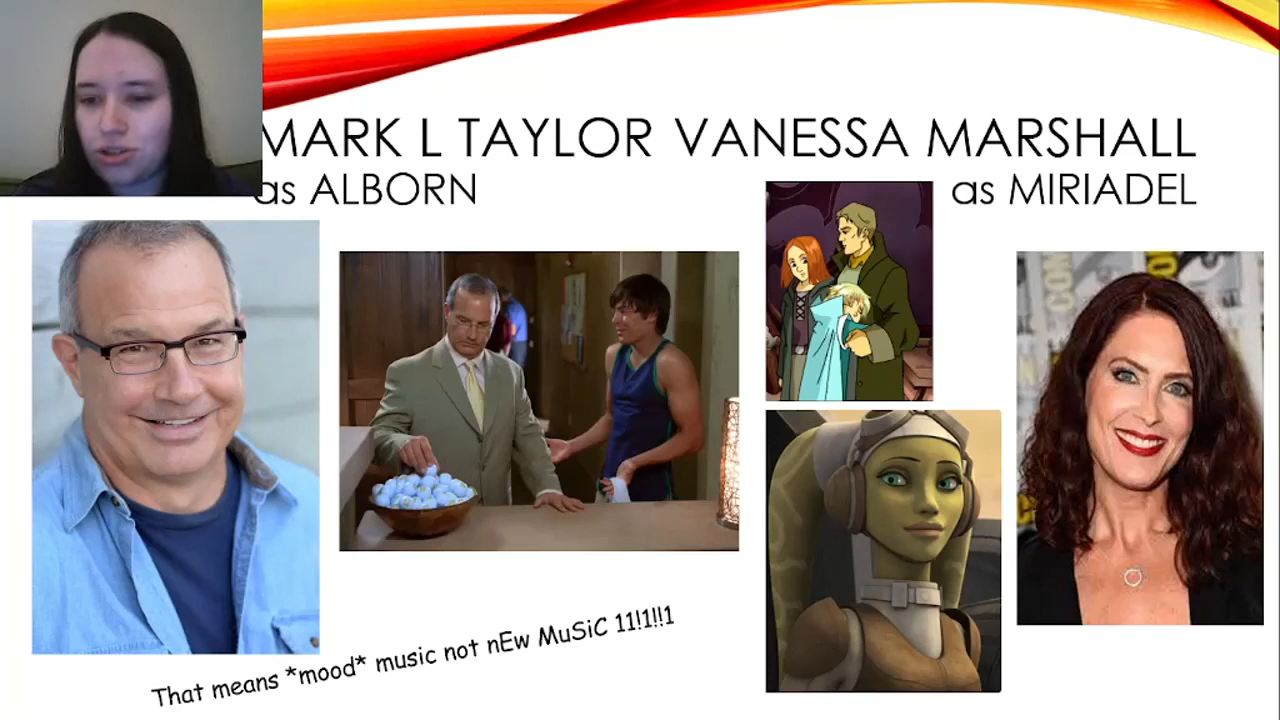 MARK L TAYLOR
as ALBORN
VANESSA MARSHALL
as MIRIADEL
That means *mood* music not nEw MuSiC 11!1!!1